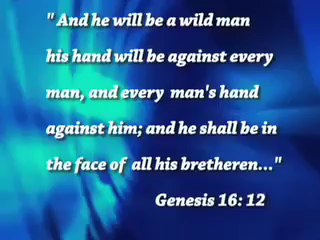 " And he will be a wild man
his hand will be against every
man, and every man's hand
against him; and he shall be in
the face of all his bretheren..."
Genesis 16: 12